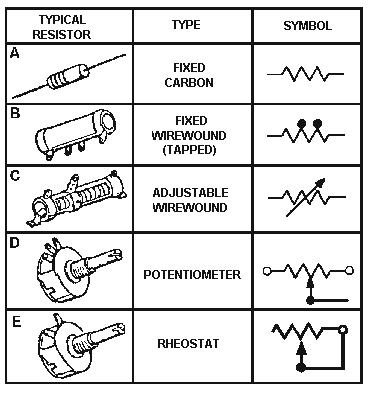 TYPICAL
RESISTOR
TYPE
SYMBOL
A
FIXED
CARBON
B
FIXED
WIREWOUND
(TAPPED)
C
ADJUSTABLE
WIREWOUND
D
POTENTIOMETER
E
RHEOSTAT